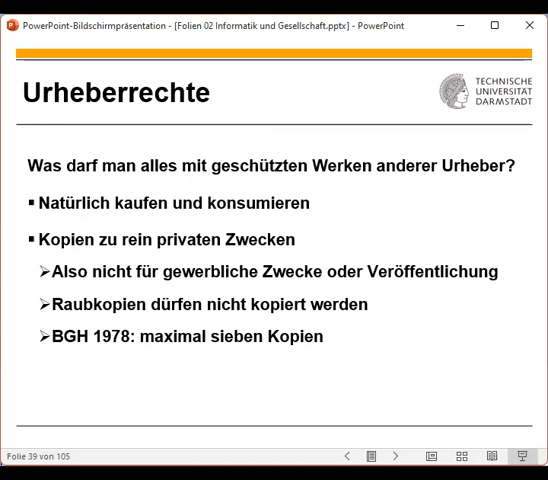 PowerPoint-Bildschirmpräsentation - [Folien 02 Informatik und Gesellschaft.pptx] - PowerPoint
Urheberrechte
TECHNISCHE
UNIVERSITÄT
DARMSTADT
Was darf man alles mit geschützten Werken anderer Urheber?
▪ Natürlich kaufen und konsumieren
▪ Kopien zu rein privaten Zwecken
➢Also nicht für gewerbliche Zwecke oder Veröffentlichung
➢Raubkopien dürfen nicht kopiert werden
➢BGH 1978: maximal sieben Kopien
Folie 39 von 105